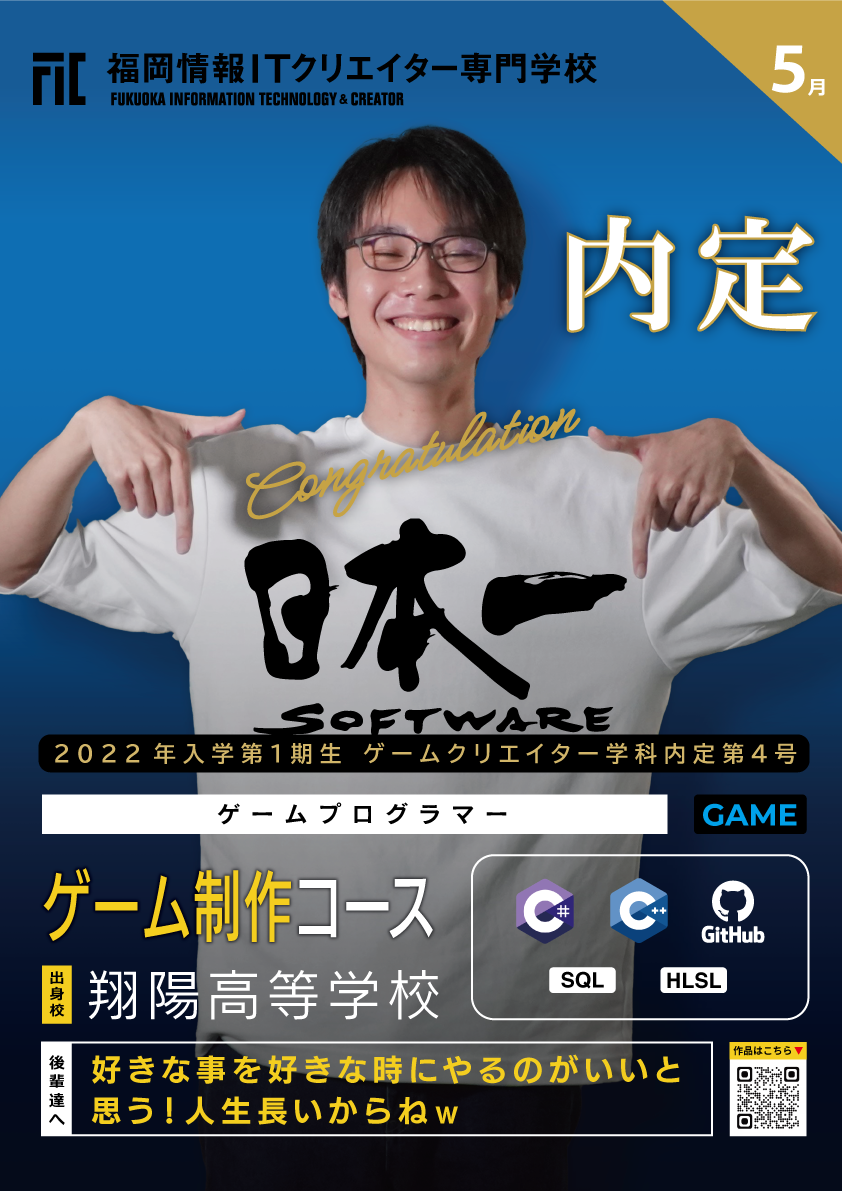 FIC 福岡情報ITクリエイター専門学校
FUKUOKA INFORMATION TECHNOLOGY & CREATOR
5月
内定
Congratulation
日本一
SOFTWARE
2022年入学第1期生 ゲームクリエイター学科内定第4号
ゲームプログラマー
GAME
ゲーム制作コース
C#
C++
GitHub
SQL
HLSL
出身校
翔陽高等学校
後輩達へ
好きな事を好きな時にやるのがいいと
思う!人生長いからねw
作品はこちら▼